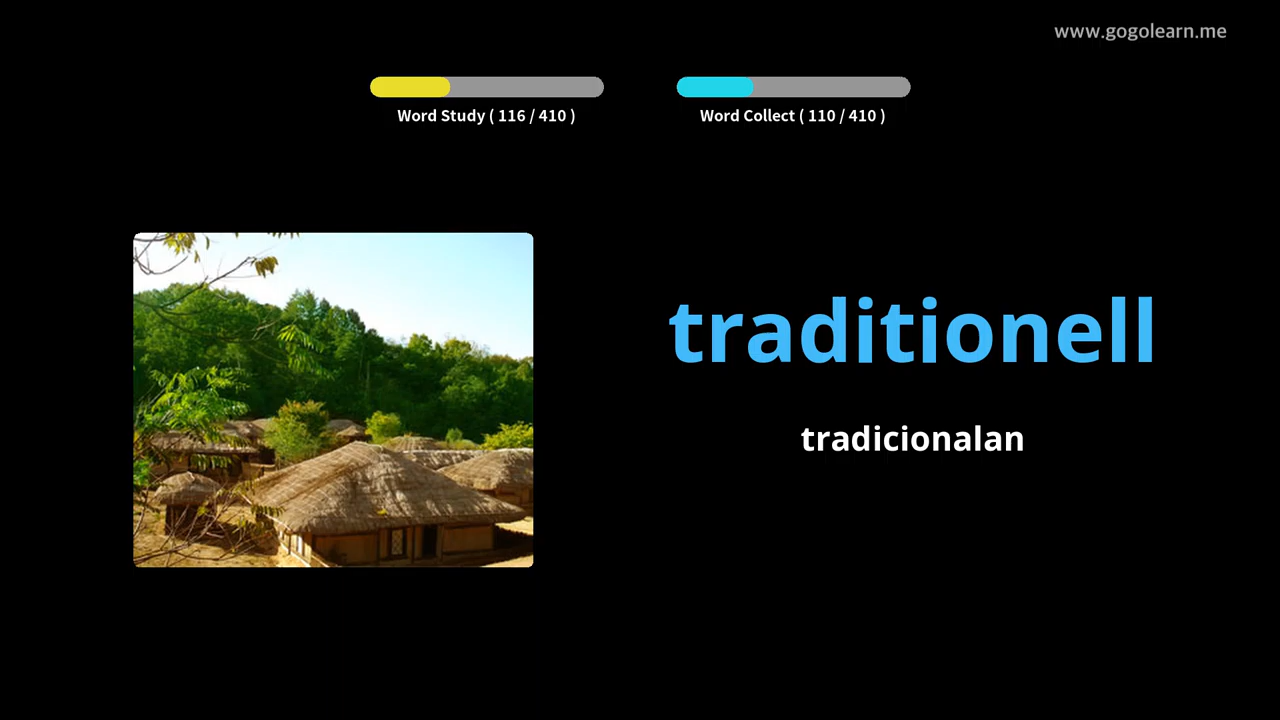 www.gogolearn.me
Word Study ( 116 / 410 )
Word Collect ( 110 / 410 )
traditionell
tradicionalan